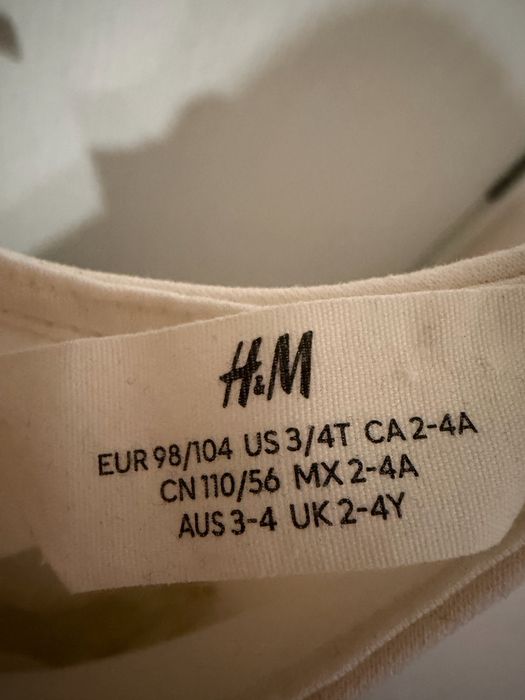 H&M
EUR 98/104 US 3/4T CA 2-4A
CN 110/56 MX 2-4A
AUS 3-4 UK 2-4Y